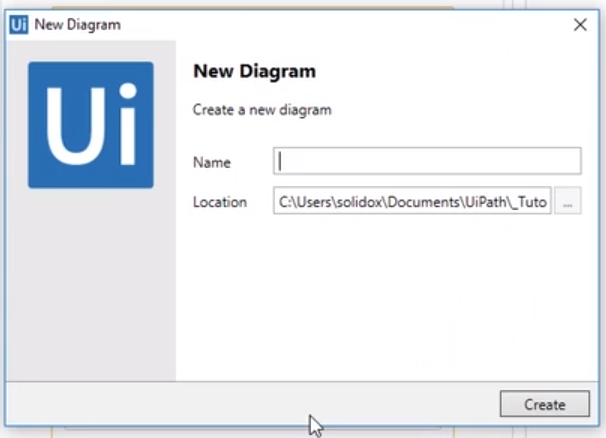 Ui New Diagram
Ui
New Diagram
Create a new diagram
Name
Location C:\Users\solidox\Documents\UiPath\_Tuto ...
Create